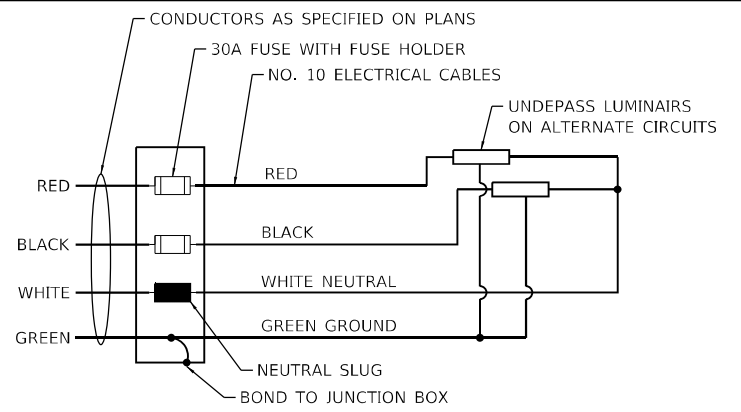 CONDUCTORS AS SPECIFIED ON PLANS
30A FUSE WITH FUSE HOLDER
NO. 10 ELECTRICAL CABLES
UNDEPASS LUMINAIRS
ON ALTERNATE CIRCUITS
RED
RED
BLACK
BLACK
WHITE
WHITE NEUTRAL
GREEN
GREEN GROUND
NEUTRAL SLUG
BOND TO JUNCTION BOX